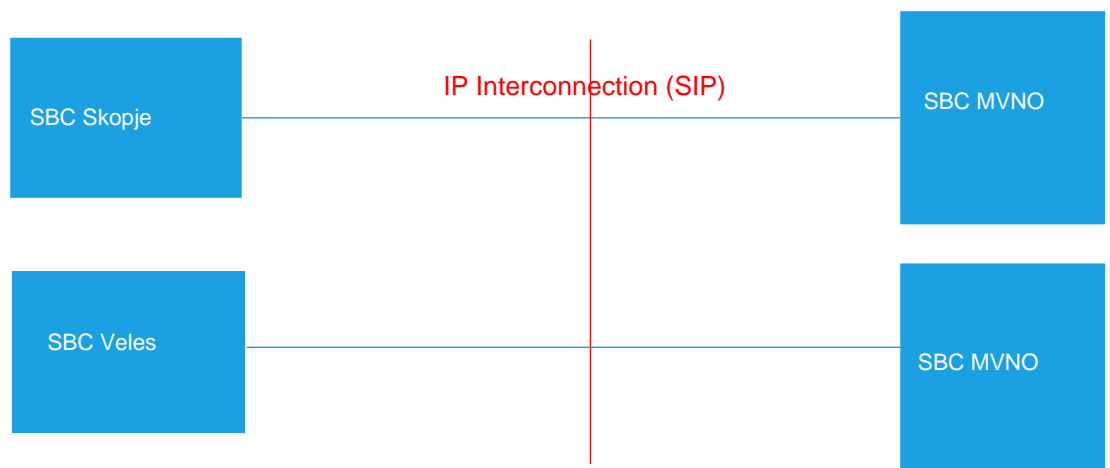 IP Interconnection (SIP)
SBC Skopje
SBC MVNO
SBC Veles
SBC MVNO